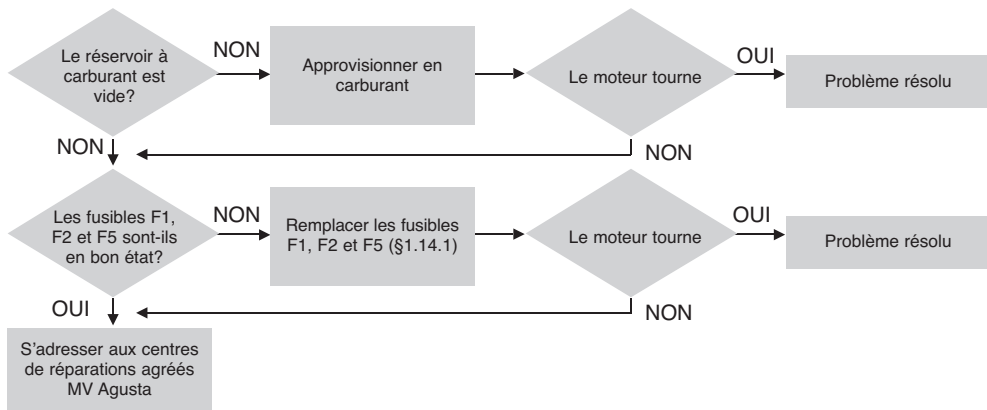 Le réservoir à
carburant est
vide?
NON
Approvisionner en
carburant
Le moteur tourne
OUI
Problème résolu
NON
NON
Les fusibles F1,
F2 et F5 sont-ils
en bon état?
NON
Remplacer les fusibles
F1, F2 et F5 (§1.14.1)
Le moteur tourne
OUI
Problème résolu
OUI
NON
S'adresser aux centres
de réparations agréés
MV Agusta